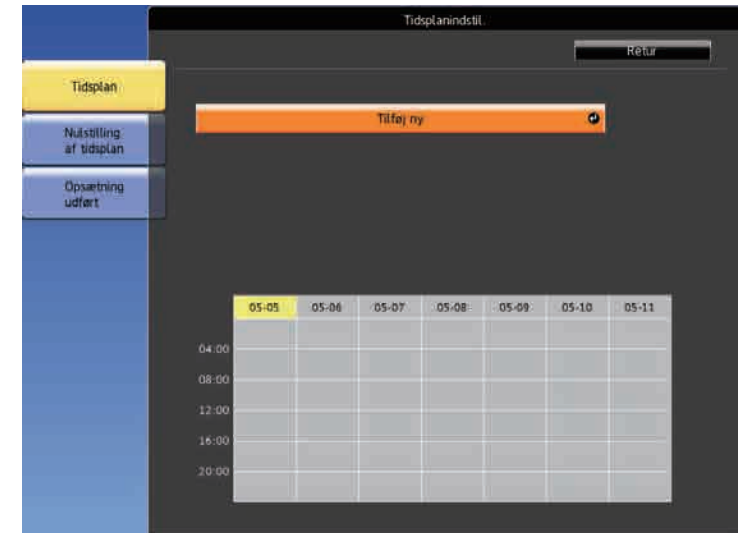 Tidsplanindstil.
Retur
Tidsplan
Tilføj ny
Nulstilling
af tidsplan
Opsætning
udført
05-05 05-06 05-07 05-08 05-09 05-10 05-11
04:00
08:00
12:00
16:00
20:00